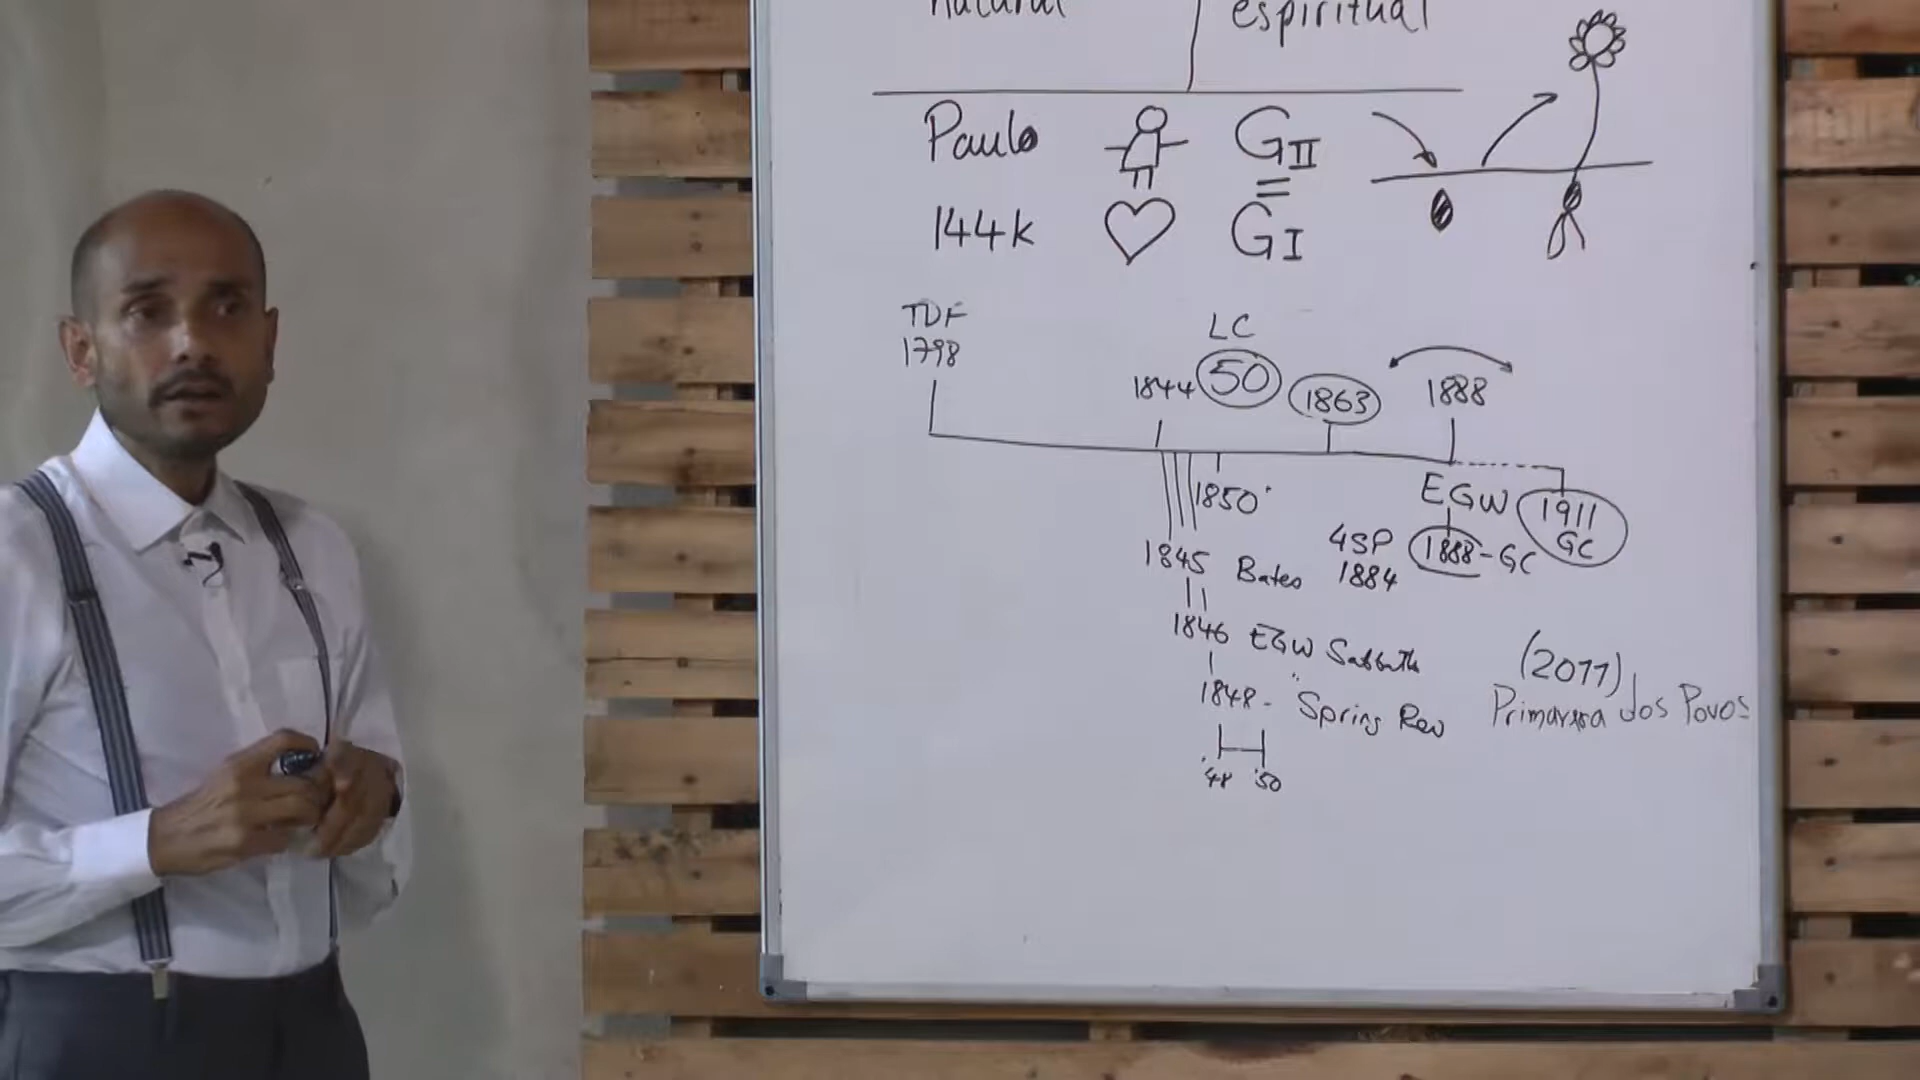 natural espiritual
Paulo GII
=
144k GI
TDF
1798
LC
1844 50 1863 1888
1850
EGW 1911
GC
4SP 1888-GC
1884
1845 Bates
1846 EGW Sabbath
1848- Spring Rev
(2011)
Primavera dos Povos
'48 '50